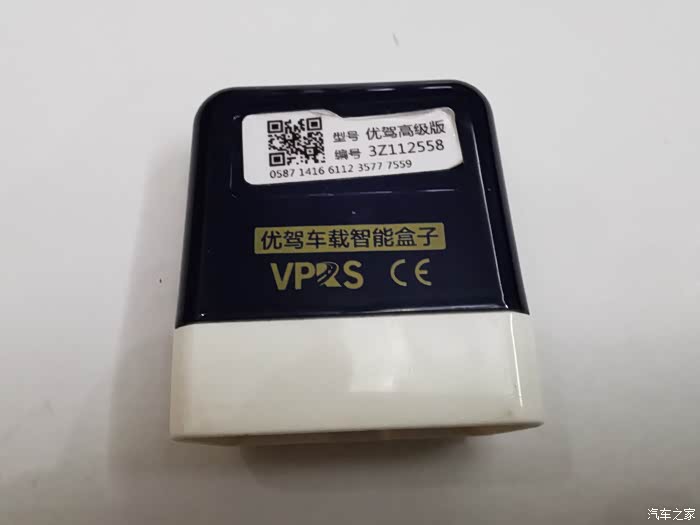 型号 优驾高级版
编号 3Z112558
0587 1416 6112 3577 7559
优驾车载智能盒子
VPRS CE
汽车之家